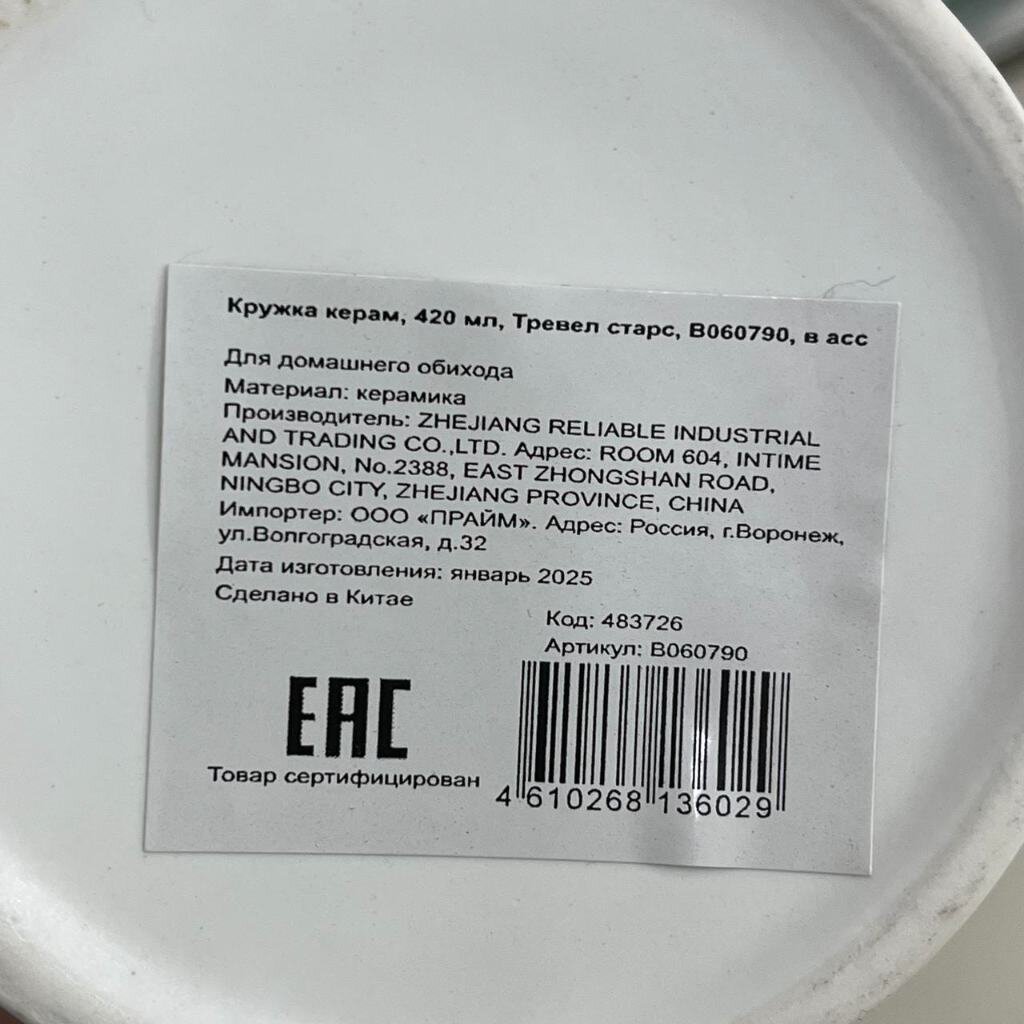 Кружка керам, 420 мл, Тревел старс, B060790, в асс
Для домашнего обихода
Материал: керамика
Производитель: ZHEJIANG RELIABLE INDUSTRIAL
AND TRADING CO.,LTD. Адрес: ROOM 604, INTIME
MANSION, No.2388, EAST ZHONGSHAN ROAD,
NINGBO CITY, ZHEJIANG PROVINCE, CHINA
Импортер: ООО «ПРАЙМ». Адрес: Россия, г.Воронеж,
ул.Волгоградская, д.32
Дата изготовления: январь 2025
Сделано в Китае
Код: 483726
Артикул: B060790
EAC
Товар сертифицирован
4 610268 136029